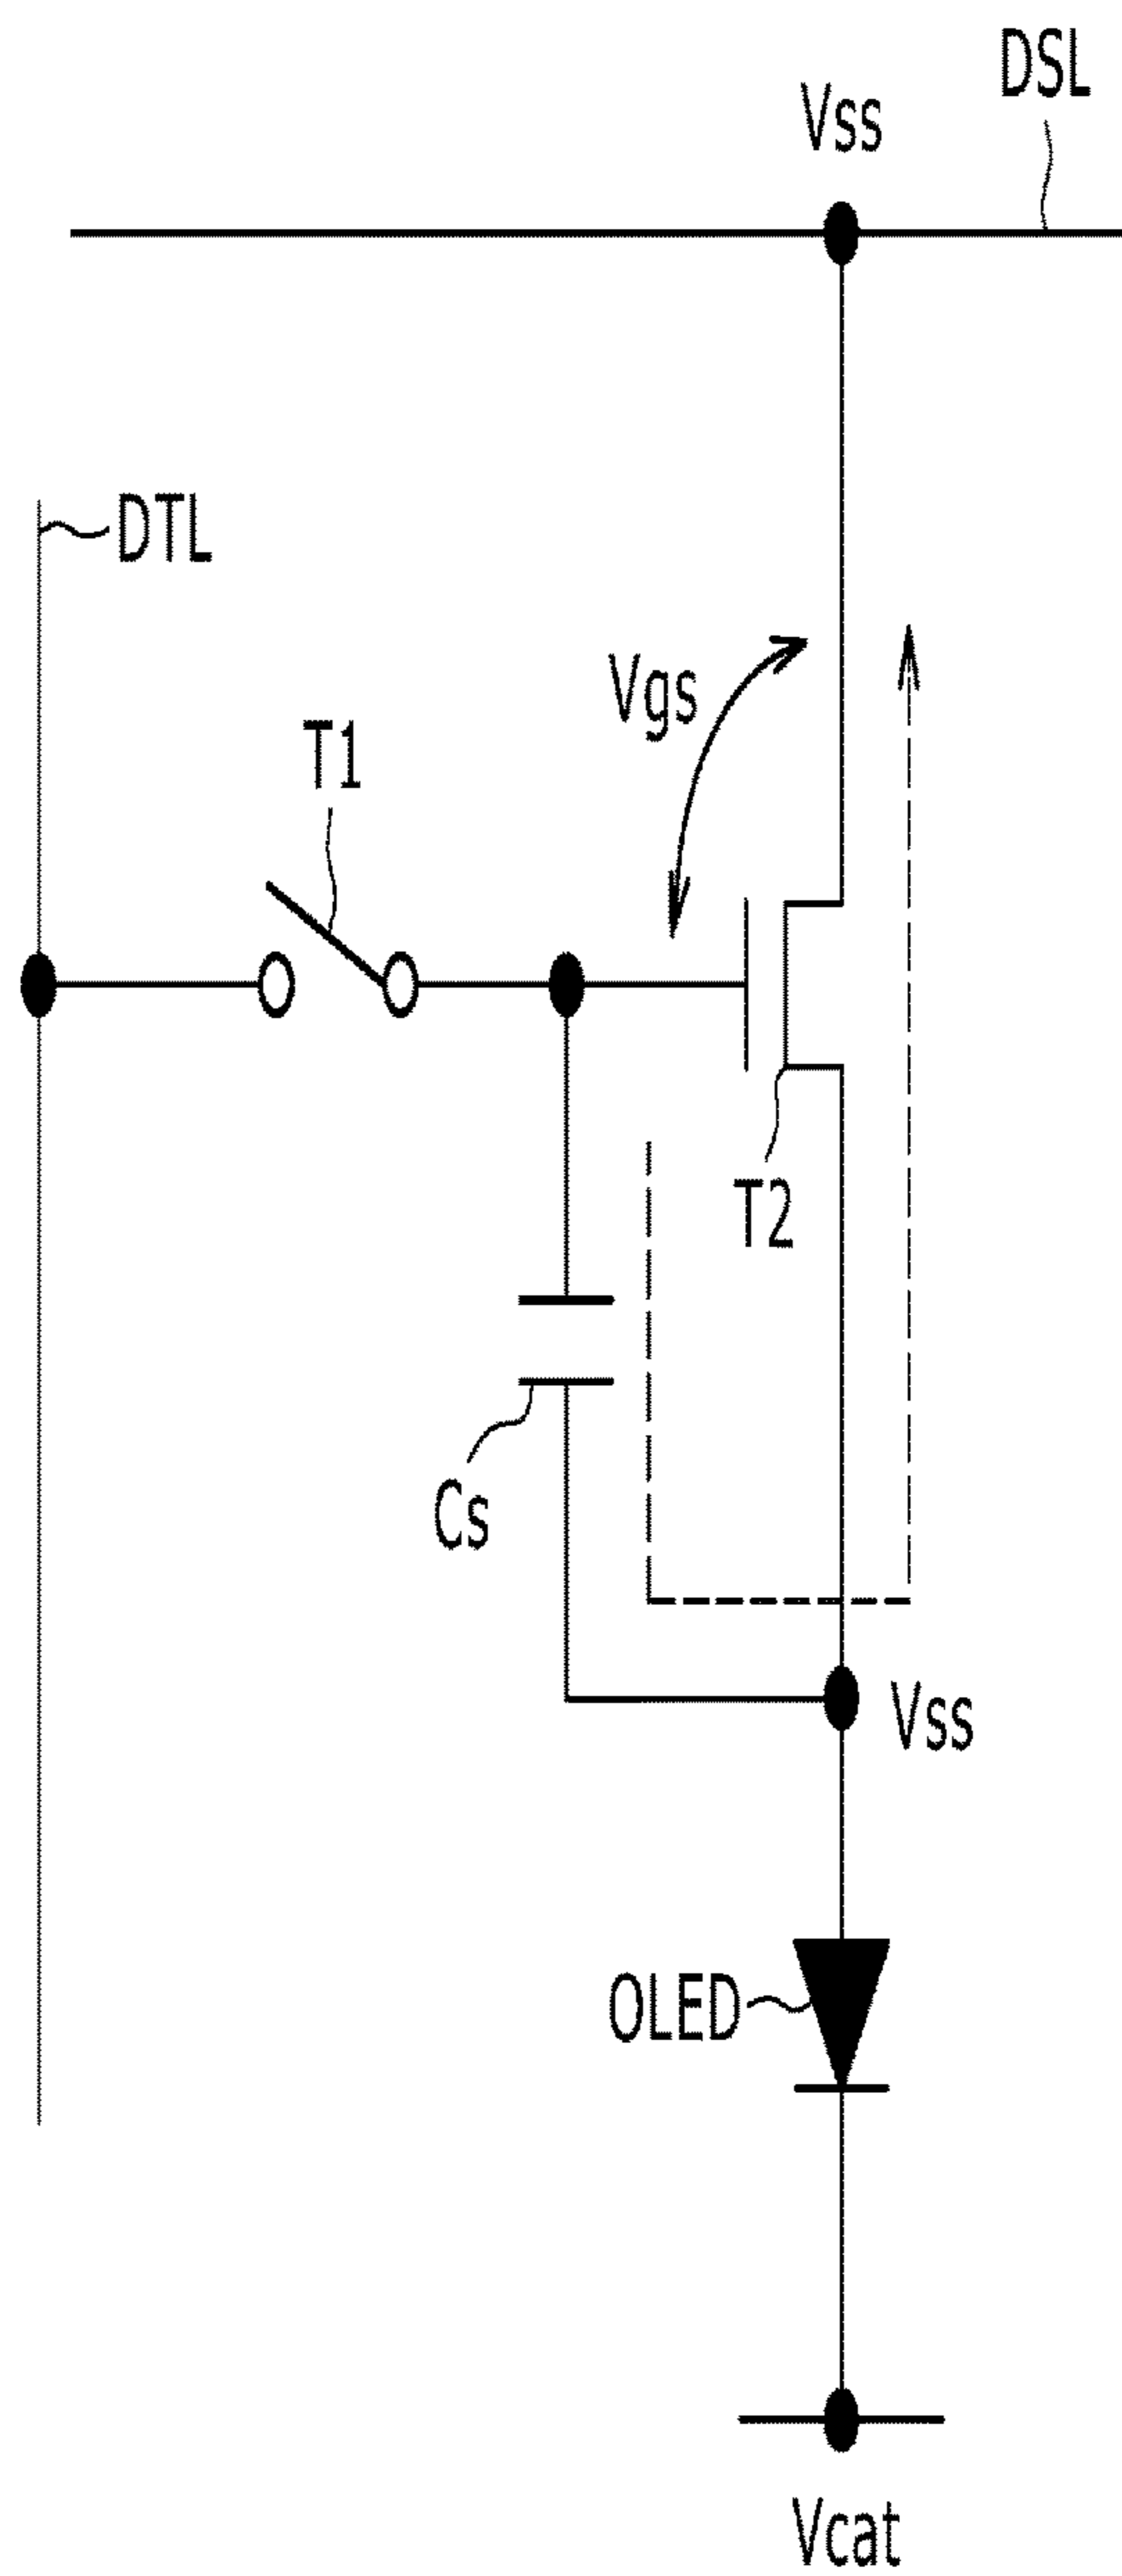 DSL
Vss
DTL
Vgs
T1
T2
Cs
Vss
OLED
Vcat